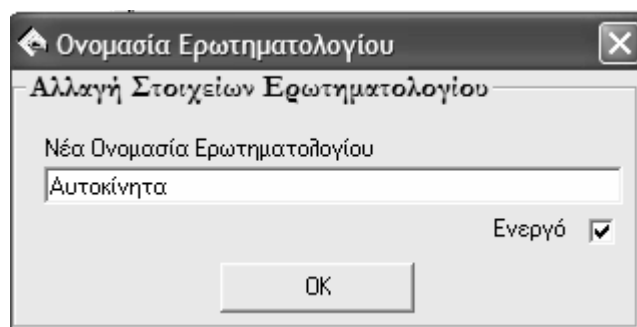 Ονομασία Ερωτηματολογίου
Αλλαγή Στοιχείων Ερωτηματολογίου
Νέα Ονομασία Ερωτηματολογίου
Αυτοκίνητα
Ενεργό
OK